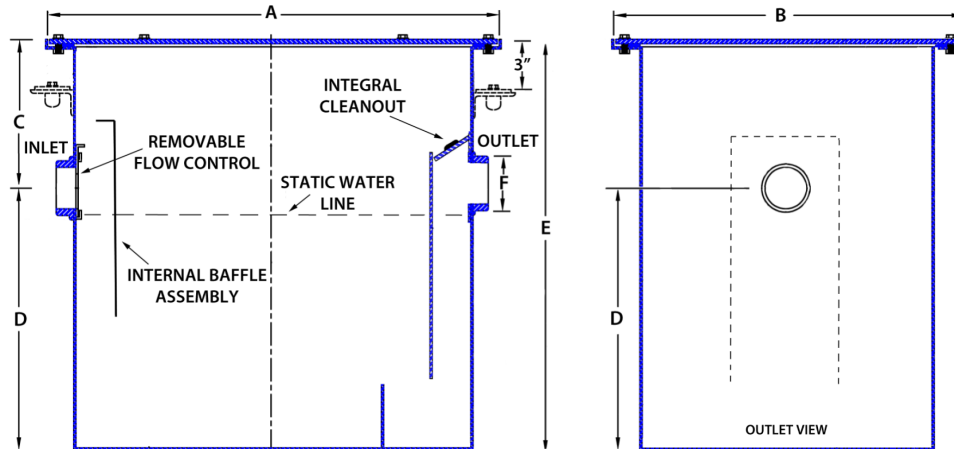 A
B
3”
INTEGRAL
CLEANOUT
C
INLET
REMOVABLE
FLOW CONTROL
OUTLET
STATIC WATER
LINE
F
E
INTERNAL BAFFLE
ASSEMBLY
D
D
OUTLET VIEW